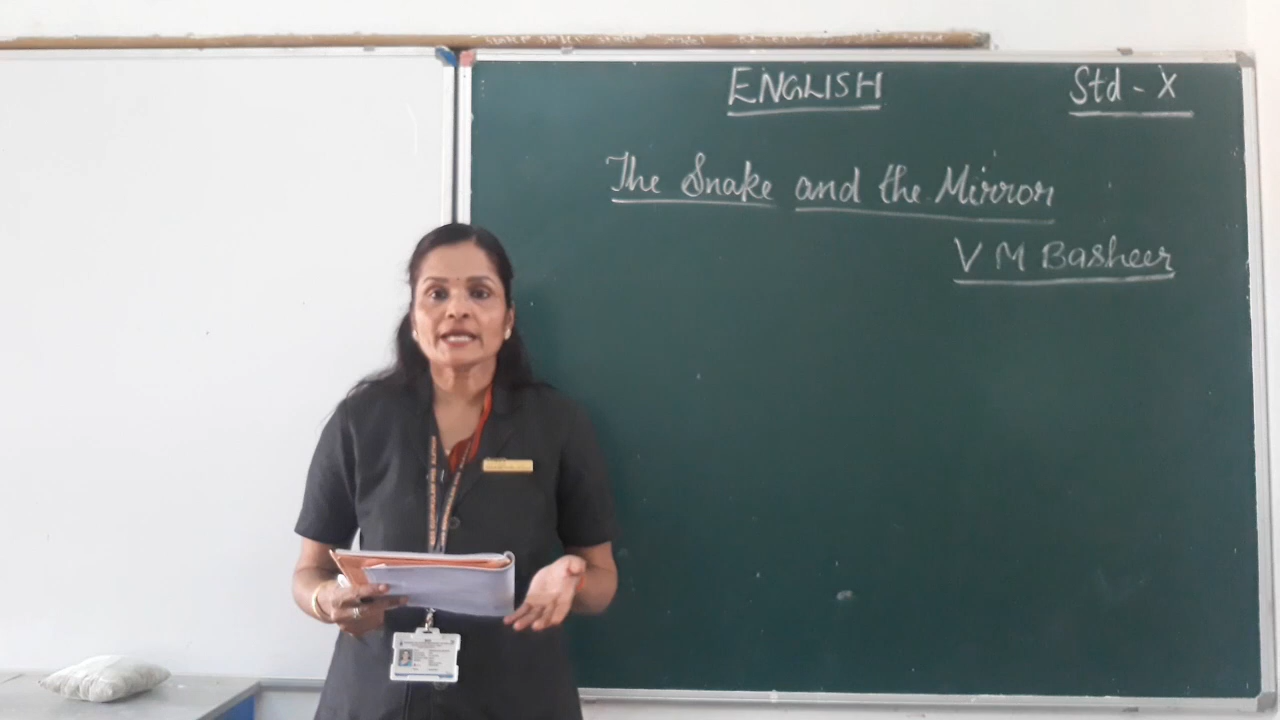 ENGLISH
Std - X
The Snake and the Mirror
V M Basheer